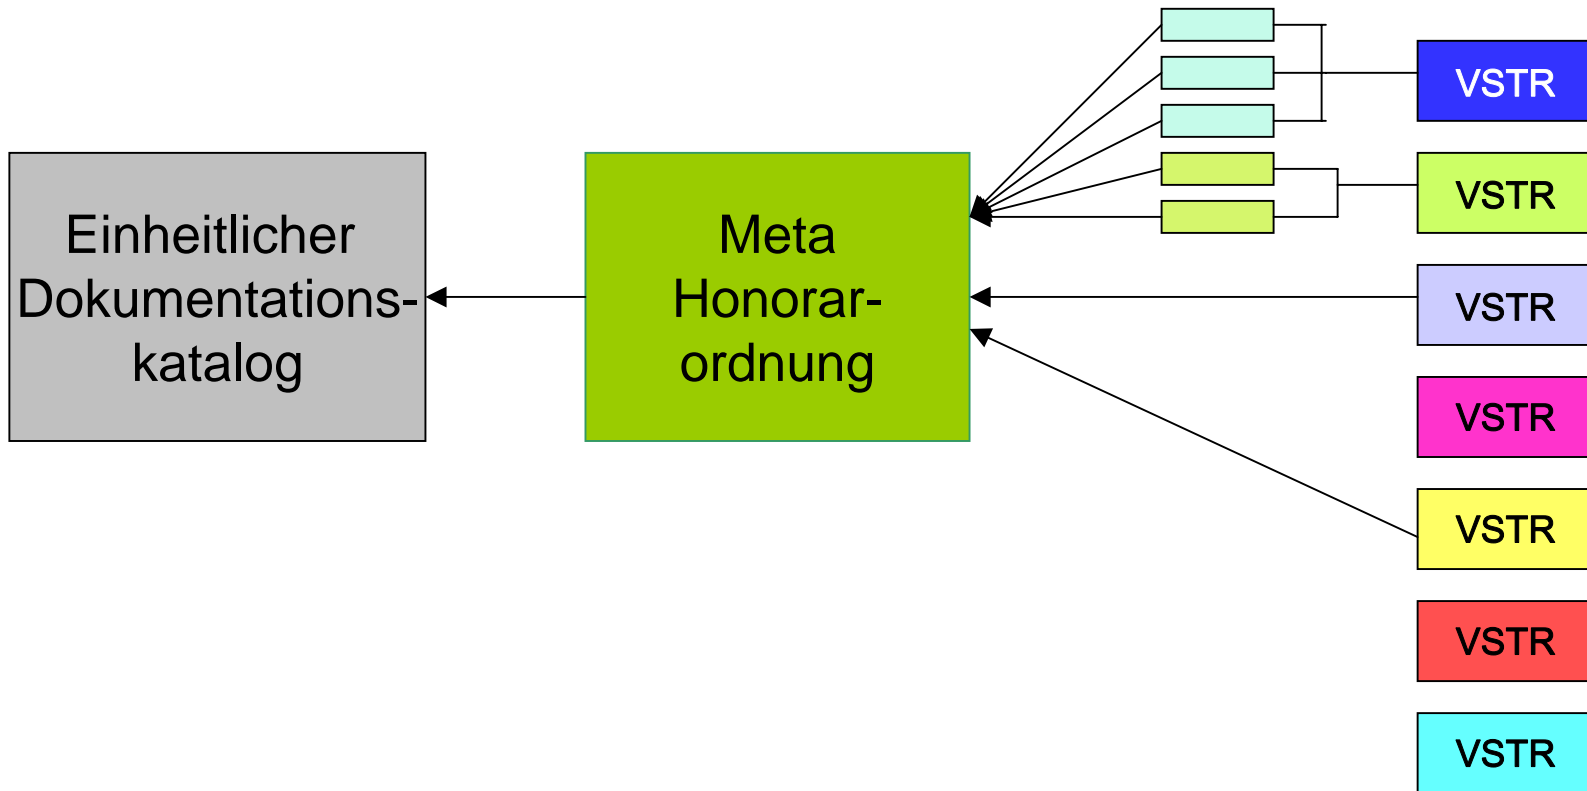 Einheitlicher
Dokumentations-
katalog
Meta
Honorar-
ordnung
VSTR
VSTR
VSTR
VSTR
VSTR
VSTR
VSTR